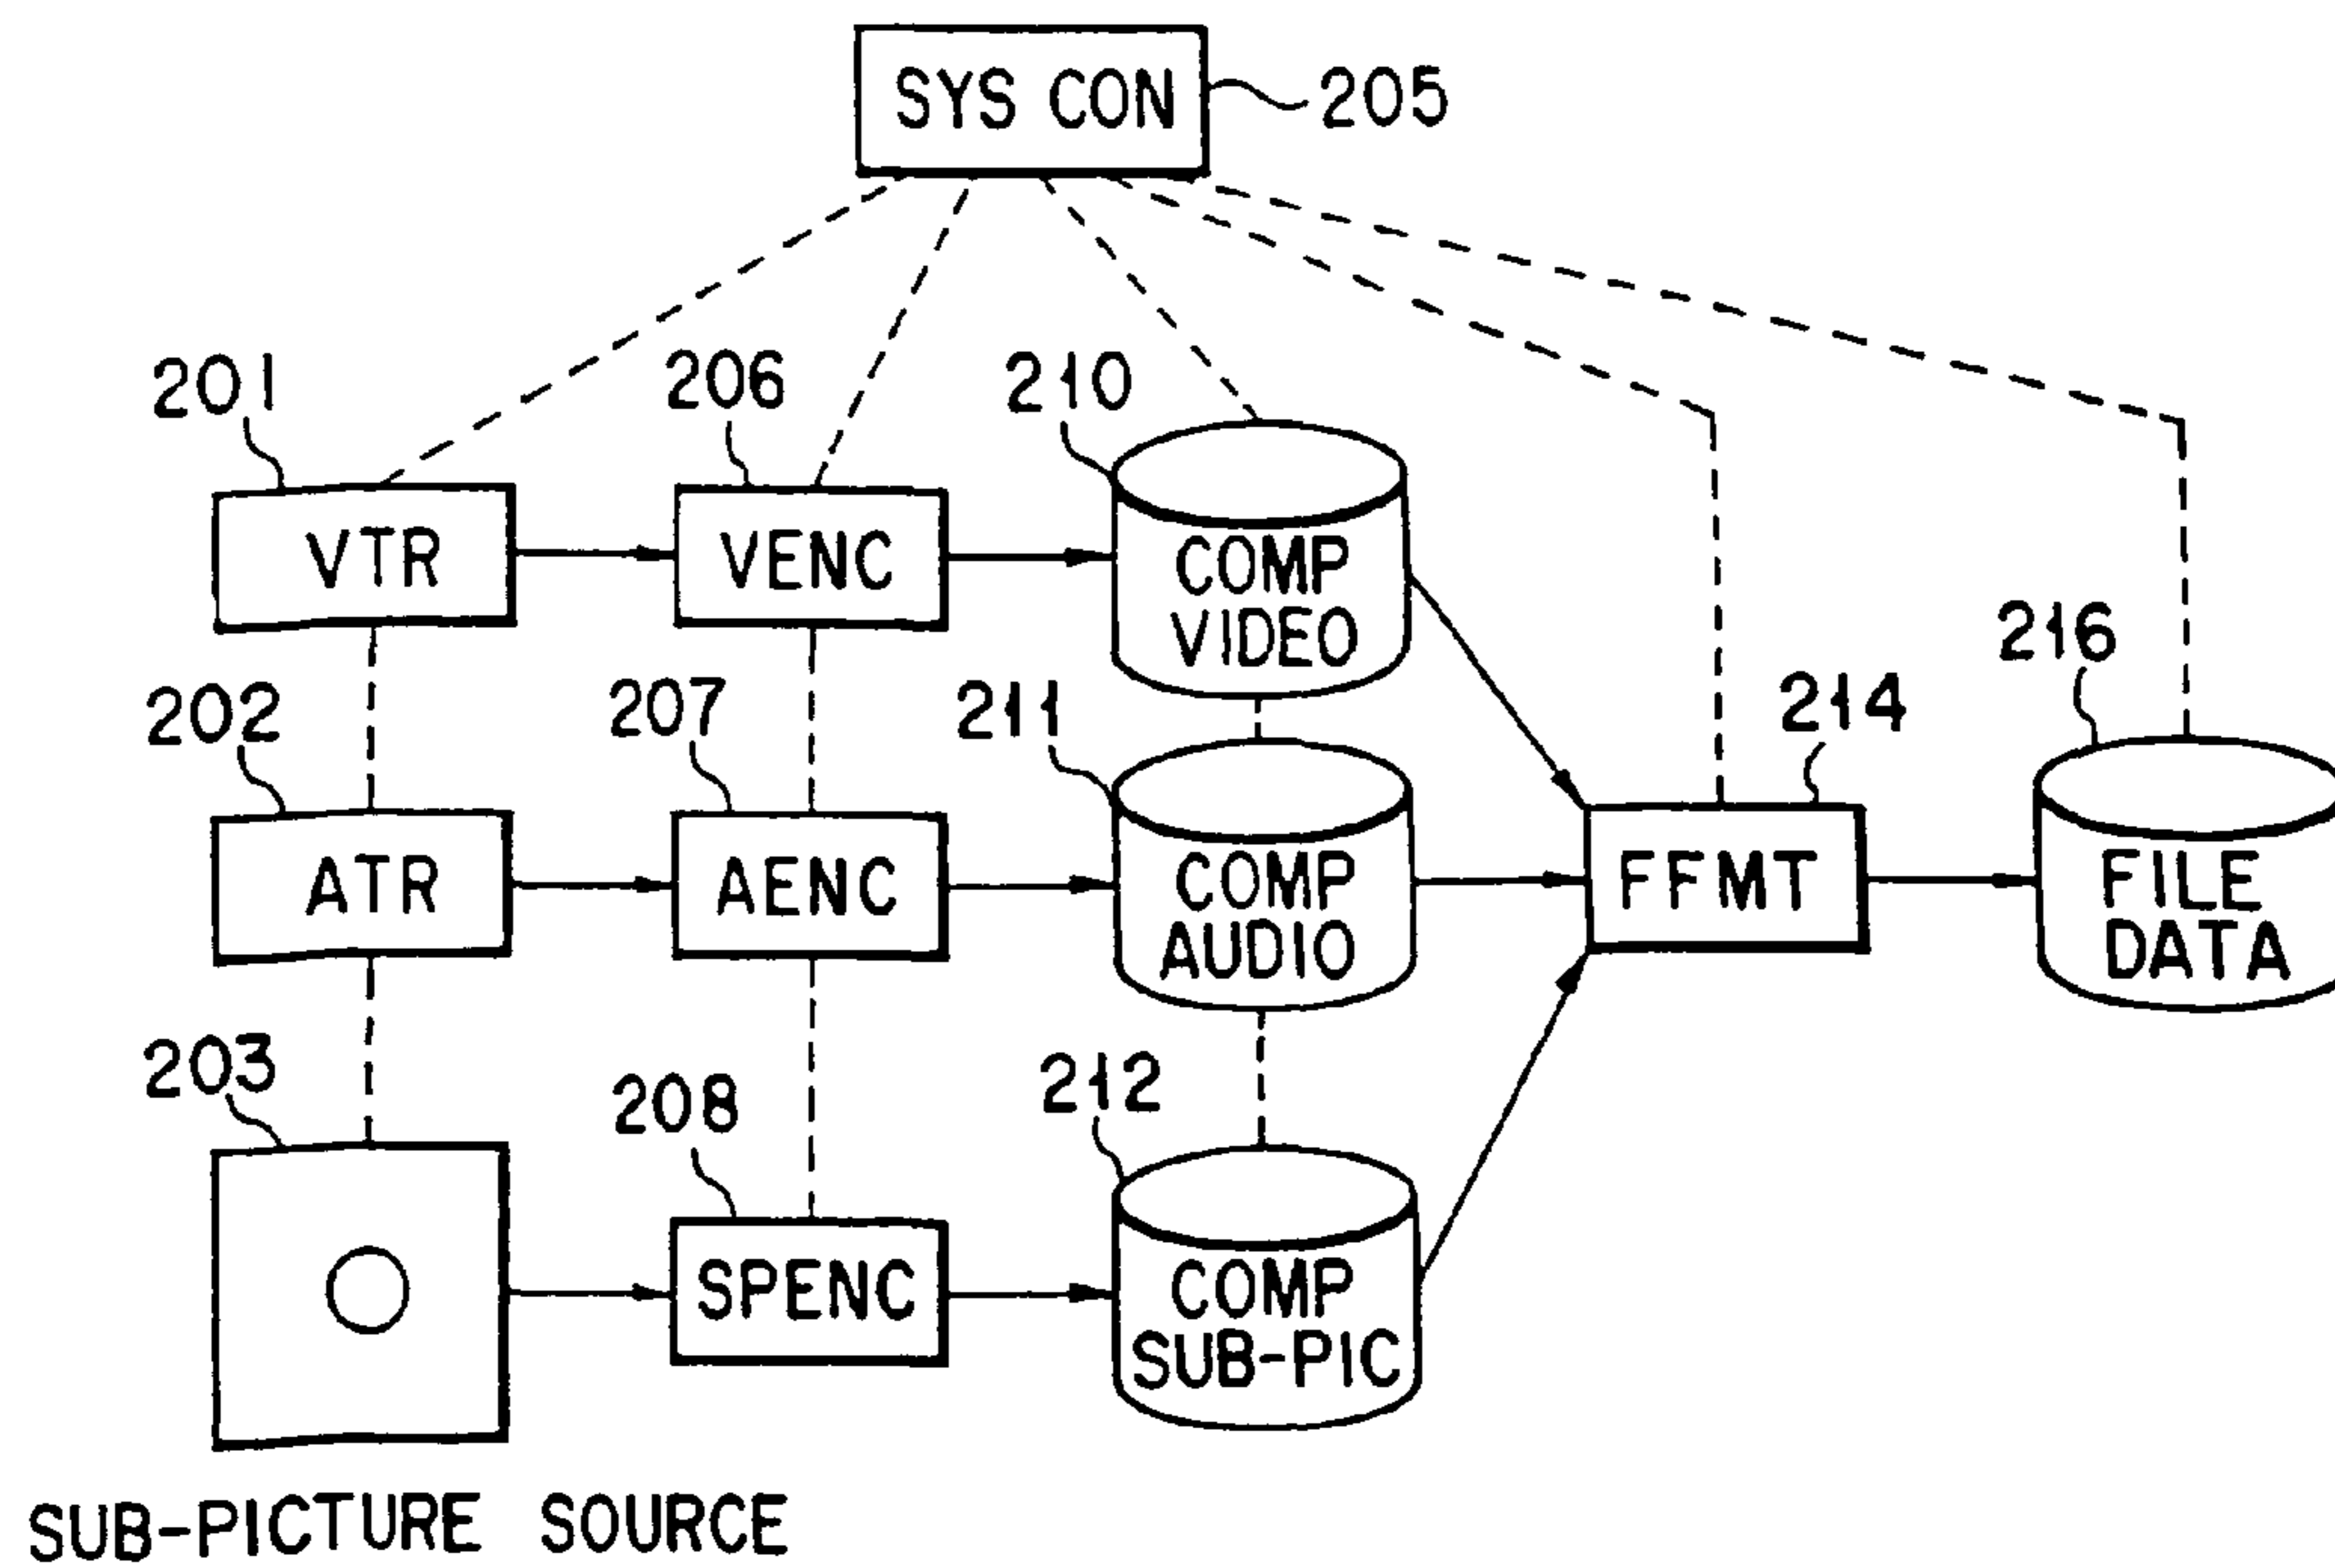 SYS CON
205
201
206
210
VTR
VENC
COMP
VIDEO
216
202
207
211
214
ATR
AENC
COMP
AUDIO
FFMT
FILE
DATA
203
208
212
SPENC
COMP
SUB-PIC
SUB-PICTURE SOURCE